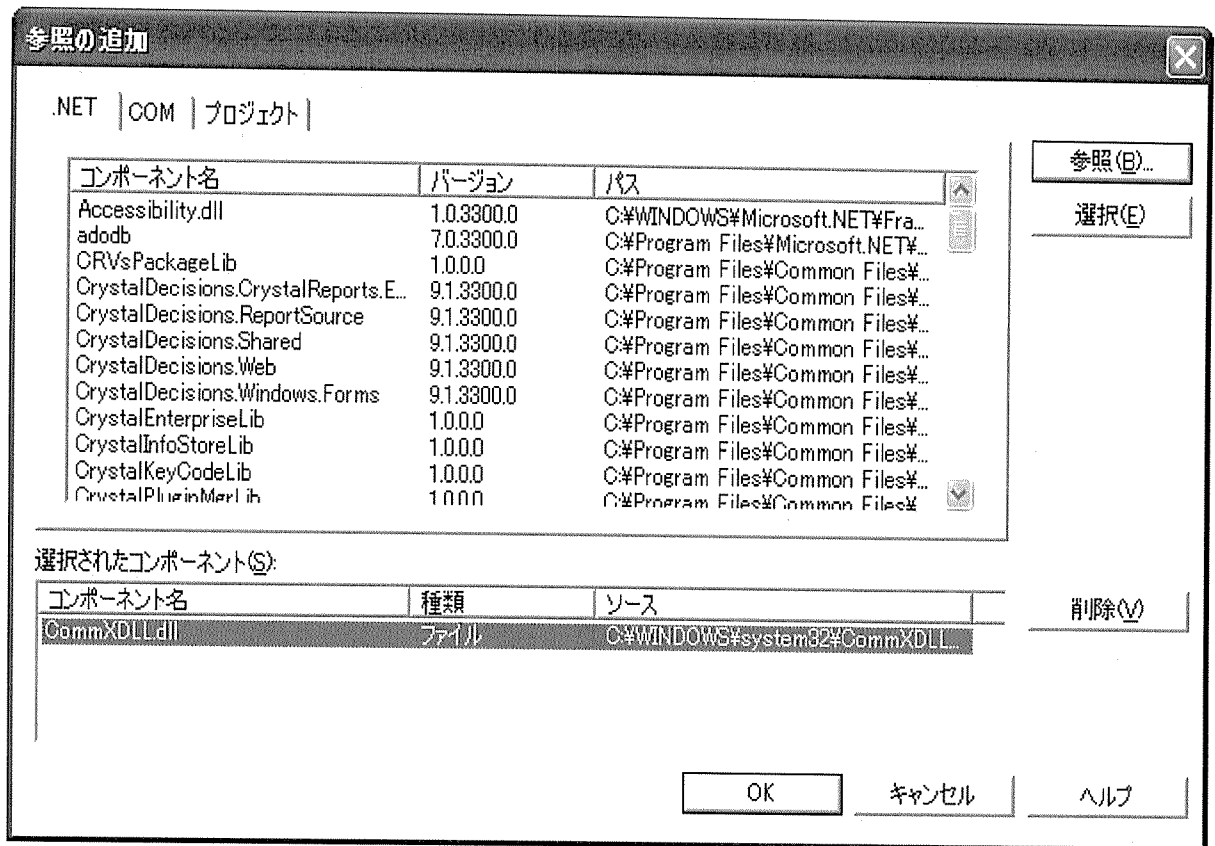 参照の追加
.NET COM プロジェクト
コンポーネント名 バージョン パス
Accessibility.dll 1.0.3300.0 C:¥WINDOWS¥Microsoft.NET¥Fra...
adodb 7.0.3300.0 C:¥Program Files¥Microsoft.NET¥...
CRVsPackageLib 1.0.0.0 C:¥Program Files¥Common Files¥...
CrystalDecisions.CrystalReports.E... 9.1.3300.0 C:¥Program Files¥Common Files¥...
CrystalDecisions.ReportSource 9.1.3300.0 C:¥Program Files¥Common Files¥...
CrystalDecisions.Shared 9.1.3300.0 C:¥Program Files¥Common Files¥...
CrystalDecisions.Web 9.1.3300.0 C:¥Program Files¥Common Files¥...
CrystalDecisions.Windows.Forms 9.1.3300.0 C:¥Program Files¥Common Files¥...
CrystalEnterpriseLib 1.0.0.0 C:¥Program Files¥Common Files¥...
CrystalInfoStoreLib 1.0.0.0 C:¥Program Files¥Common Files¥...
CrystalKeyCodeLib 1.0.0.0 C:¥Program Files¥Common Files¥...
CrystalPluginMgrLib 1.0.0.0 C:¥Program Files¥Common Files¥
参照(B)...
選択(E)
選択されたコンポーネント(S):
コンポーネント名 種類 ソース
CommXDLL.dll ファイル C:¥WINDOWS¥system32¥CommXDLL...
削除(V)
OK キャンセル ヘルプ